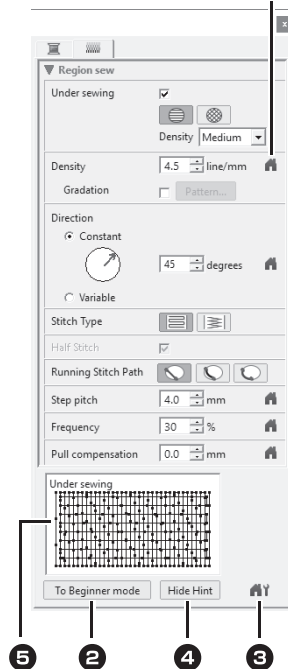 x
Region sew
Under sewing
Density Medium
Density 4.5 line/mm
Gradation Pattern...
Direction
Constant
45 degrees
Variable
Stitch Type
Half Stitch
Running Stitch Path
Step pitch 4.0 mm
Frequency 30 %
Pull compensation 0.0 mm
Under sewing
To Beginner mode Hide Hint
5 2 4 3